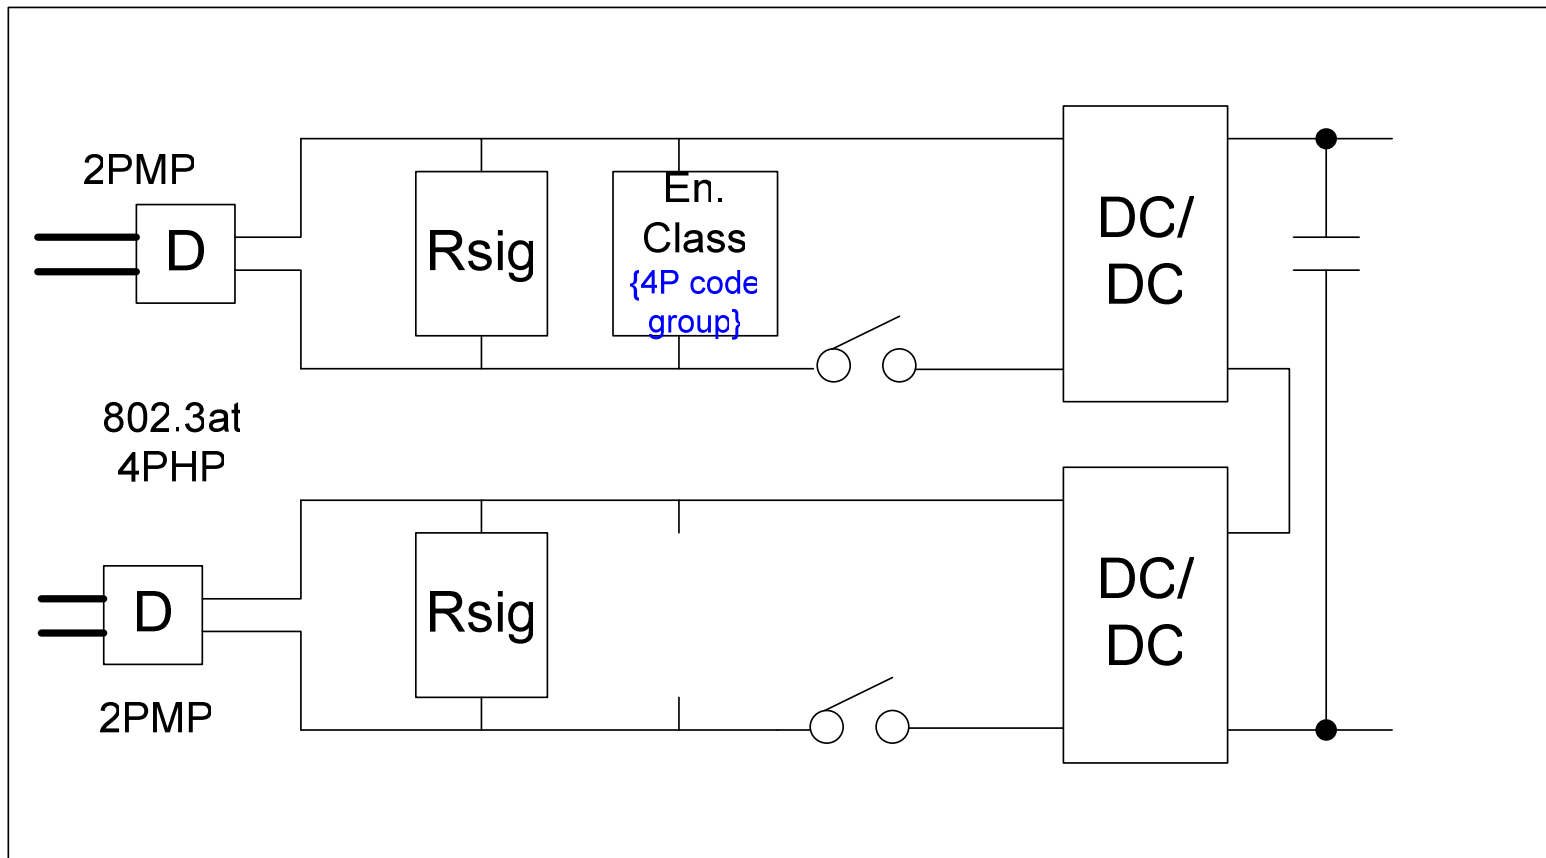 2PMP
D
Rsig
En.
Class
{4P code
group}
DC/
DC
802.3at
4PHP
D
Rsig
DC/
DC
2PMP